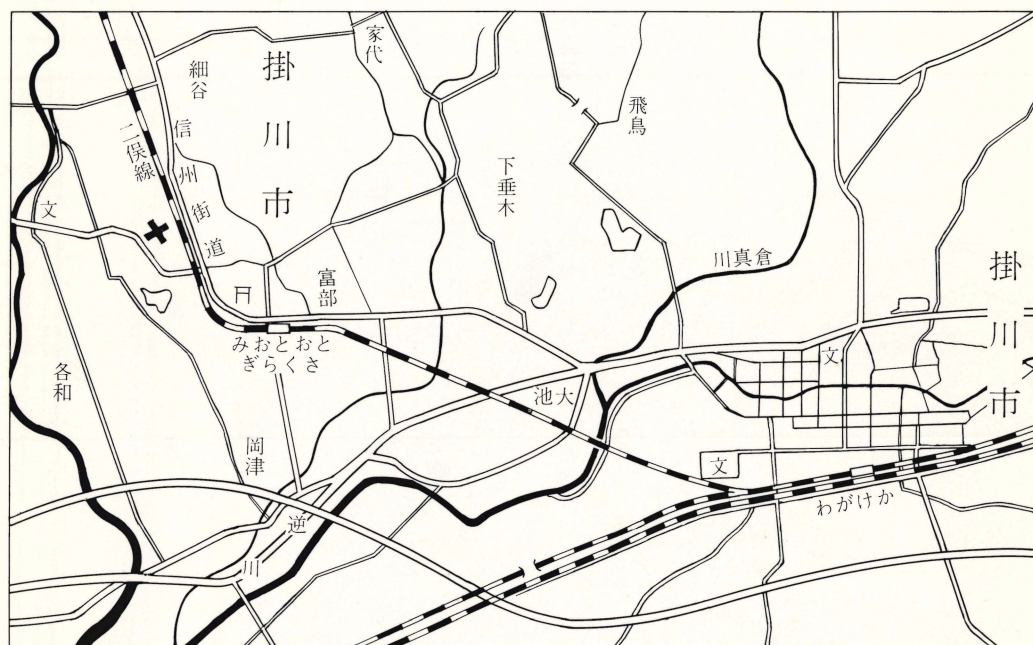 掛川市
家代
細谷
飛鳥
二俣線
信州街道
下垂木
文
富部
倉真川
掛川市
とおとおみ
さくらぎ
各和
大池
文
岡津
文
かけがわ
逆川